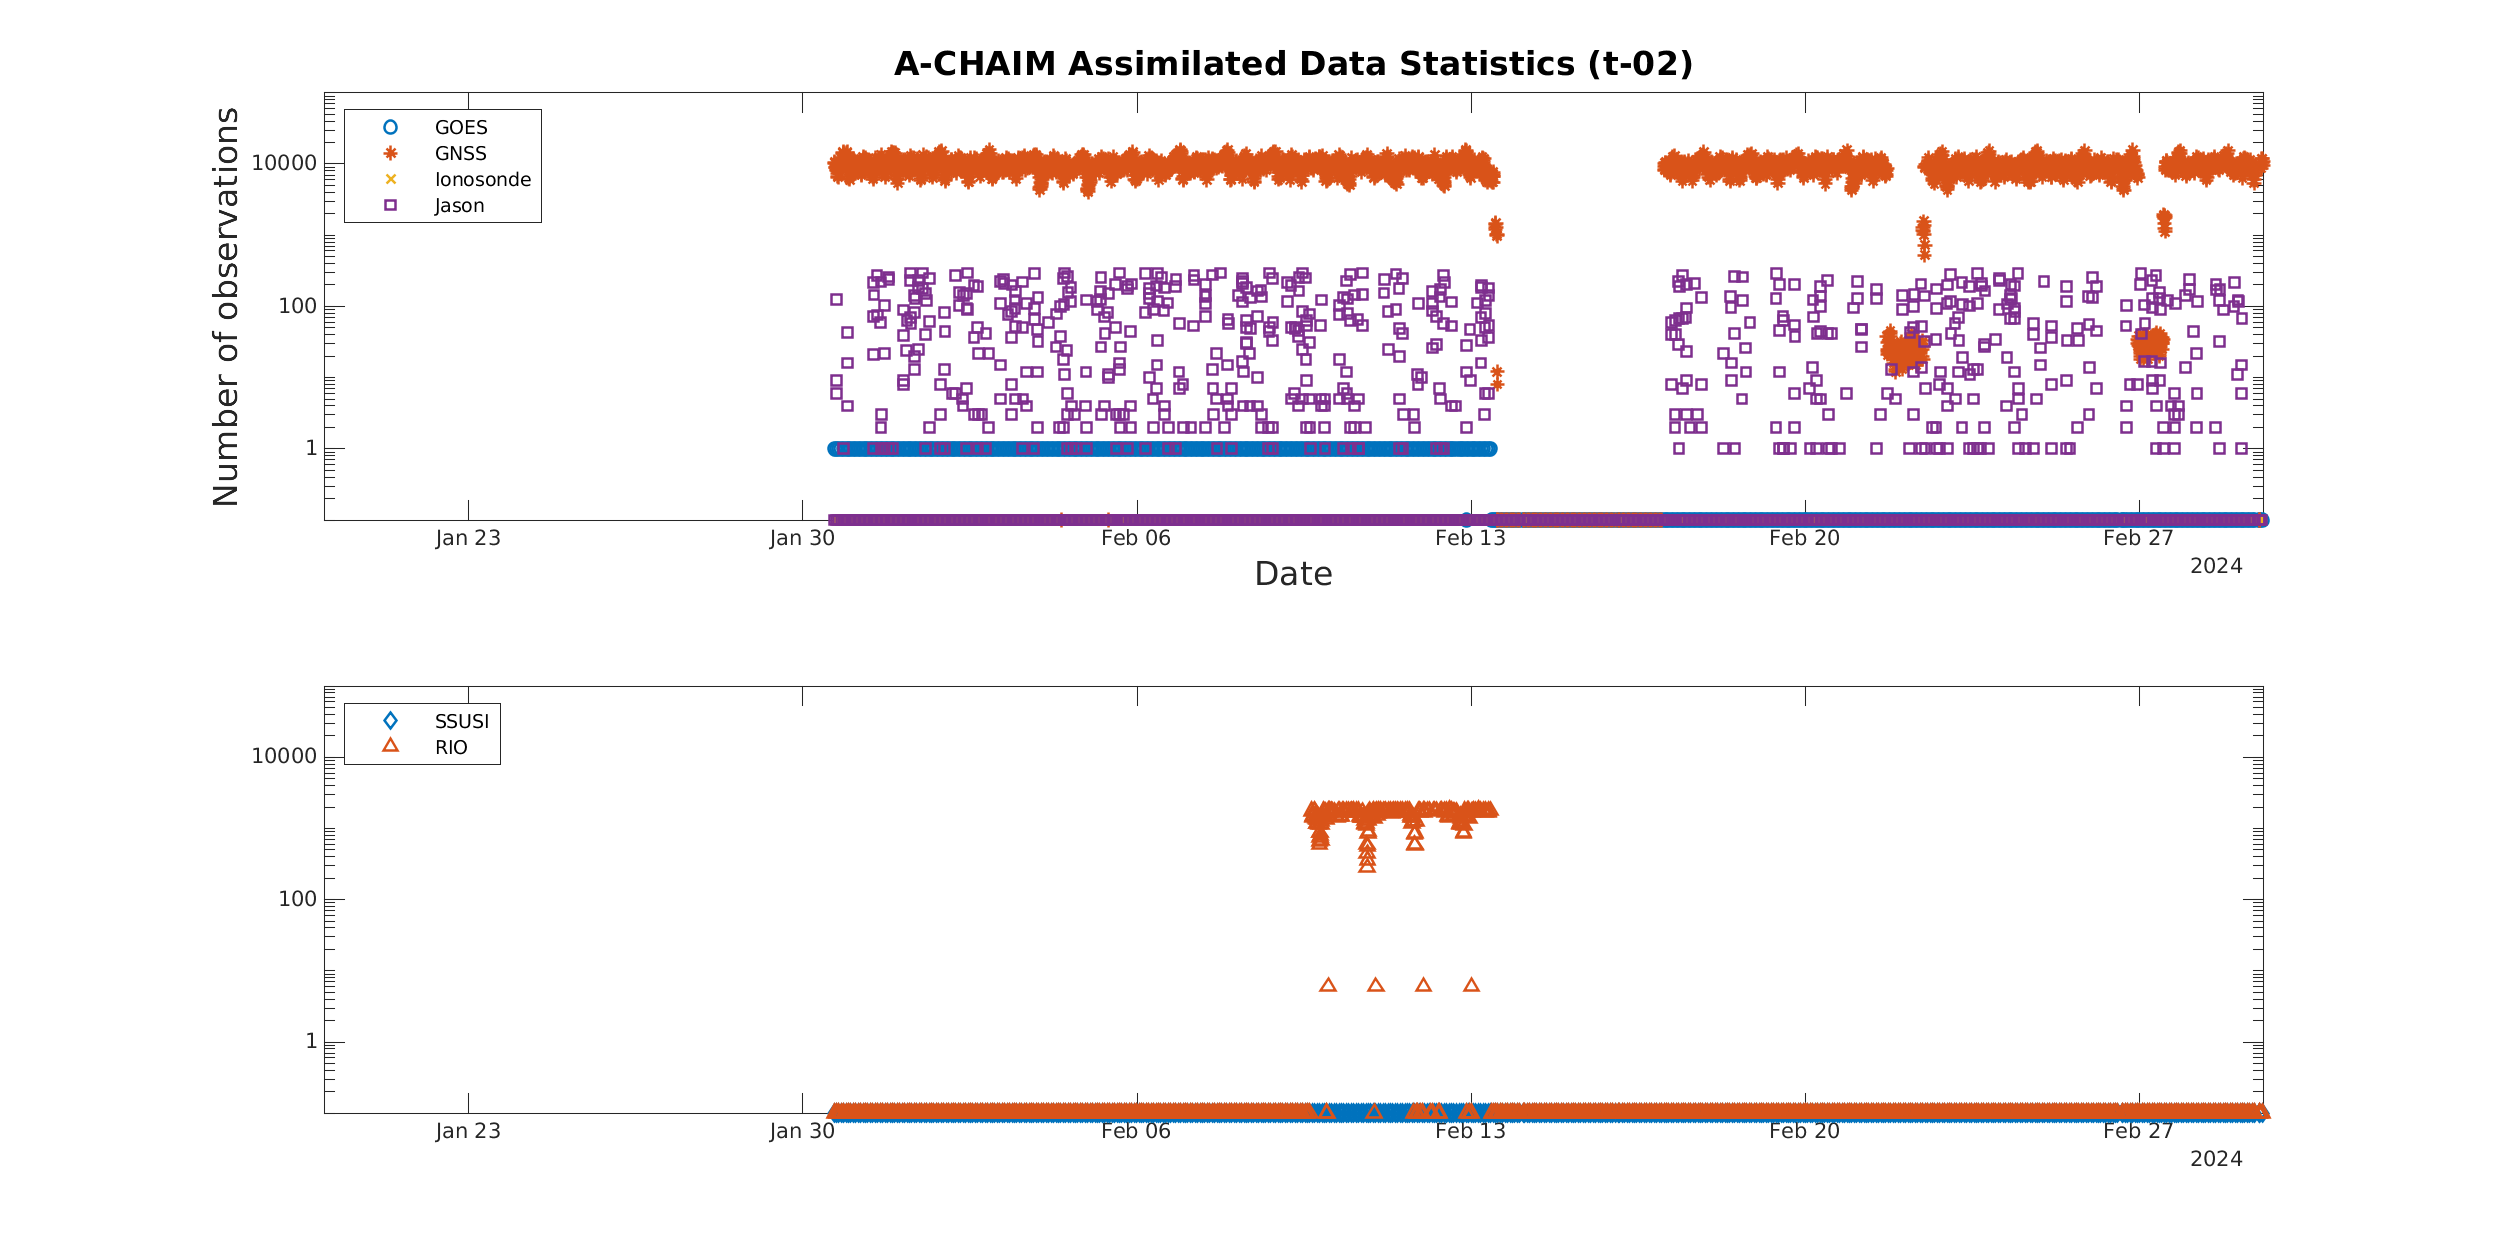 A-CHAIM Assimilated Data Statistics (t-02)
Number of observations
10000
100
1
GOES
GNSS
Ionosonde
Jason
Jan 23
Jan 30
Feb 06
Feb 13
Feb 20
Feb 27
2024
Date
10000
100
1
SSUSI
RIO
Jan 23
Jan 30
Feb 06
Feb 13
Feb 20
Feb 27
2024